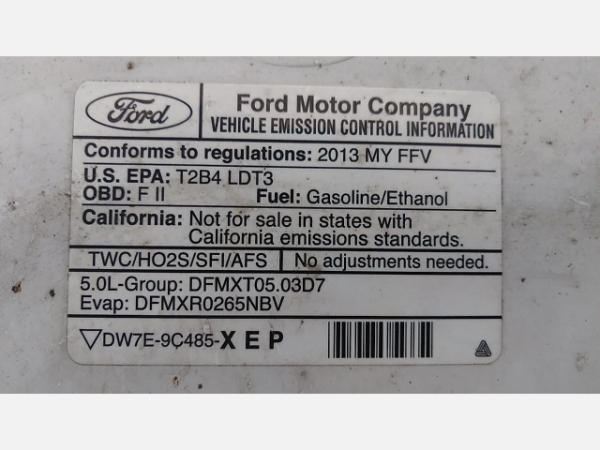 Ford
Ford Motor Company
VEHICLE EMISSION CONTROL INFORMATION
Conforms to regulations: 2013 MY FFV
U.S. EPA: T2B4 LDT3
OBD: F II Fuel: Gasoline/Ethanol
California: Not for sale in states with
California emissions standards.
TWC/HO2S/SFI/AFS No adjustments needed.
5.0L-Group: DFMXT05.03D7
Evap: DFMXR0265NBV
▽DW7E-9C485-X E P